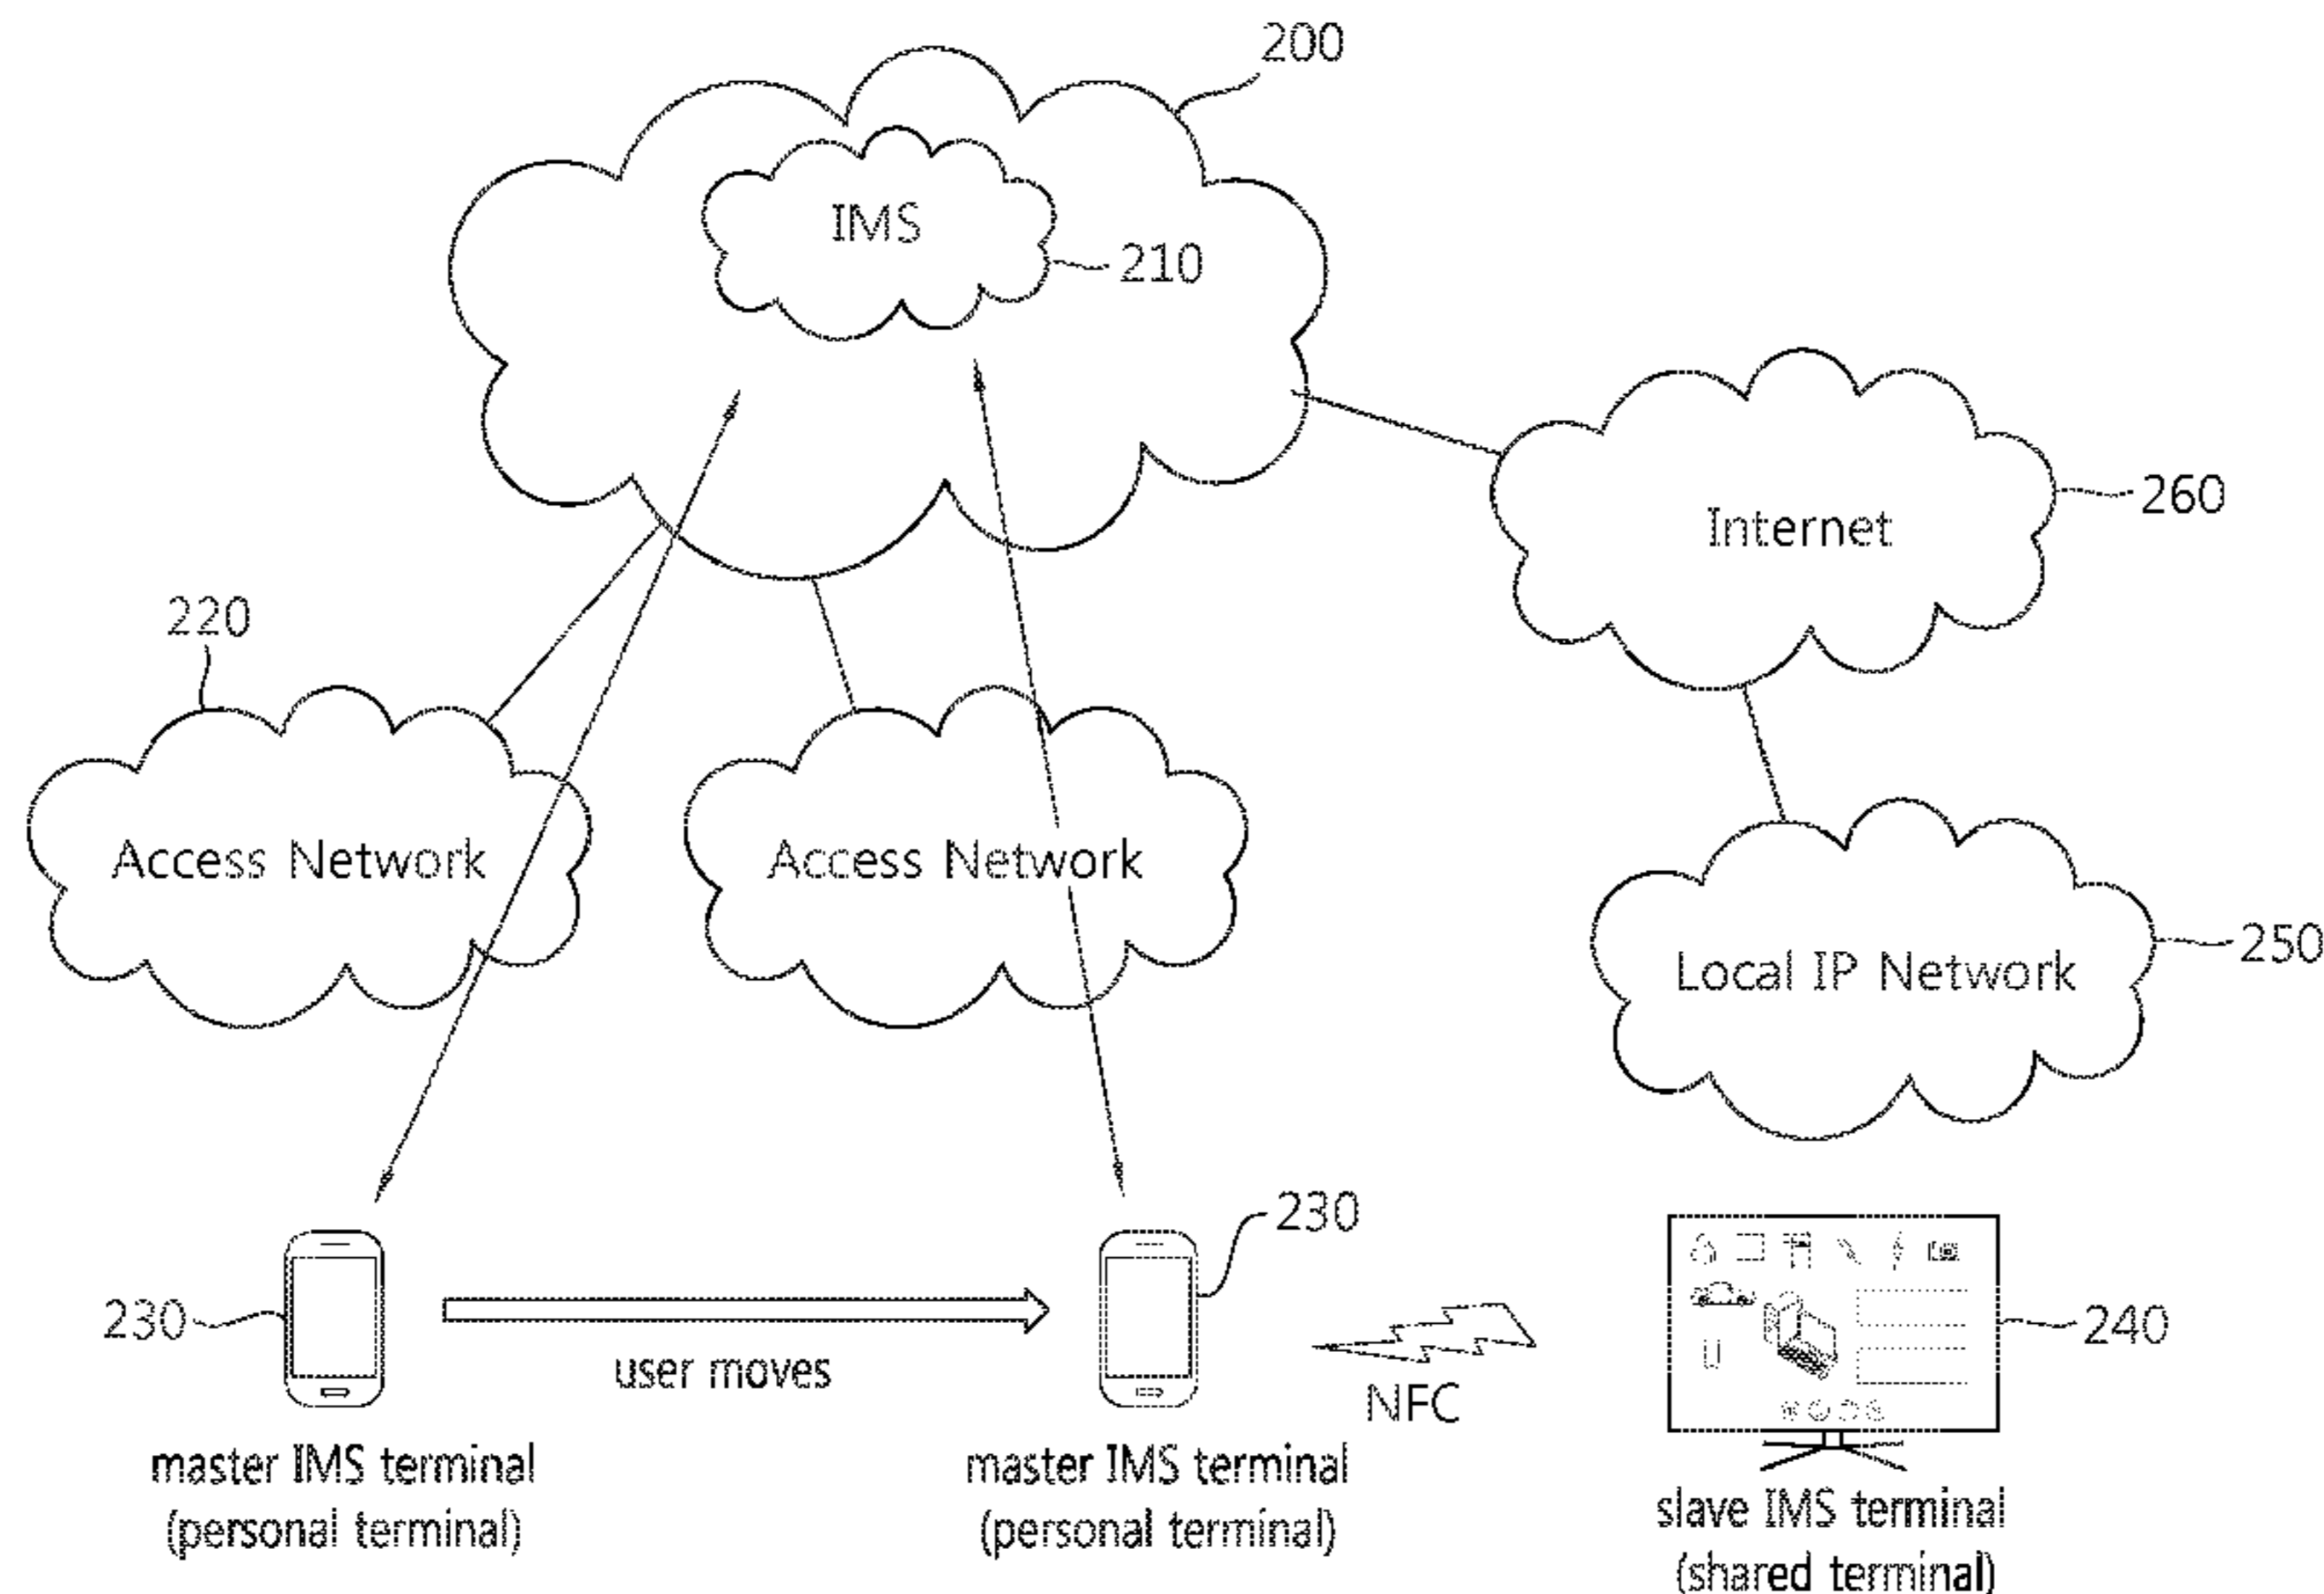 200
IMS
210
260
Internet
220
Access Network
Access Network
250
Local IP Network
230
230
user moves
NFC
240
master IMS terminal
(personal terminal)
master IMS terminal
(personal terminal)
slave IMS terminal
(shared terminal)